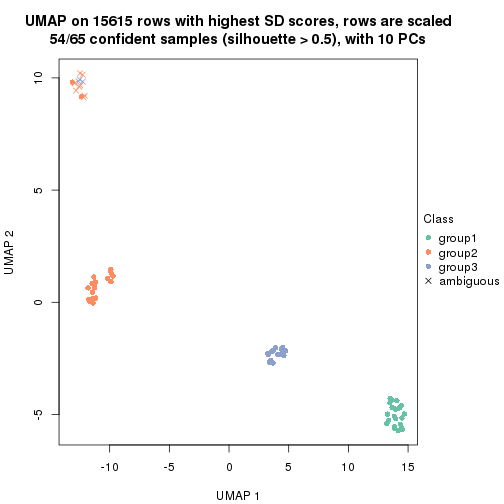 UMAP on 15615 rows with highest SD scores, rows are scaled
54/65 confident samples (silhouette > 0.5), with 10 PCs
10
5
0
-5
UMAP 2
-10
-5
0
5
10
15
UMAP 1
Class
group1
group2
group3
ambiguous